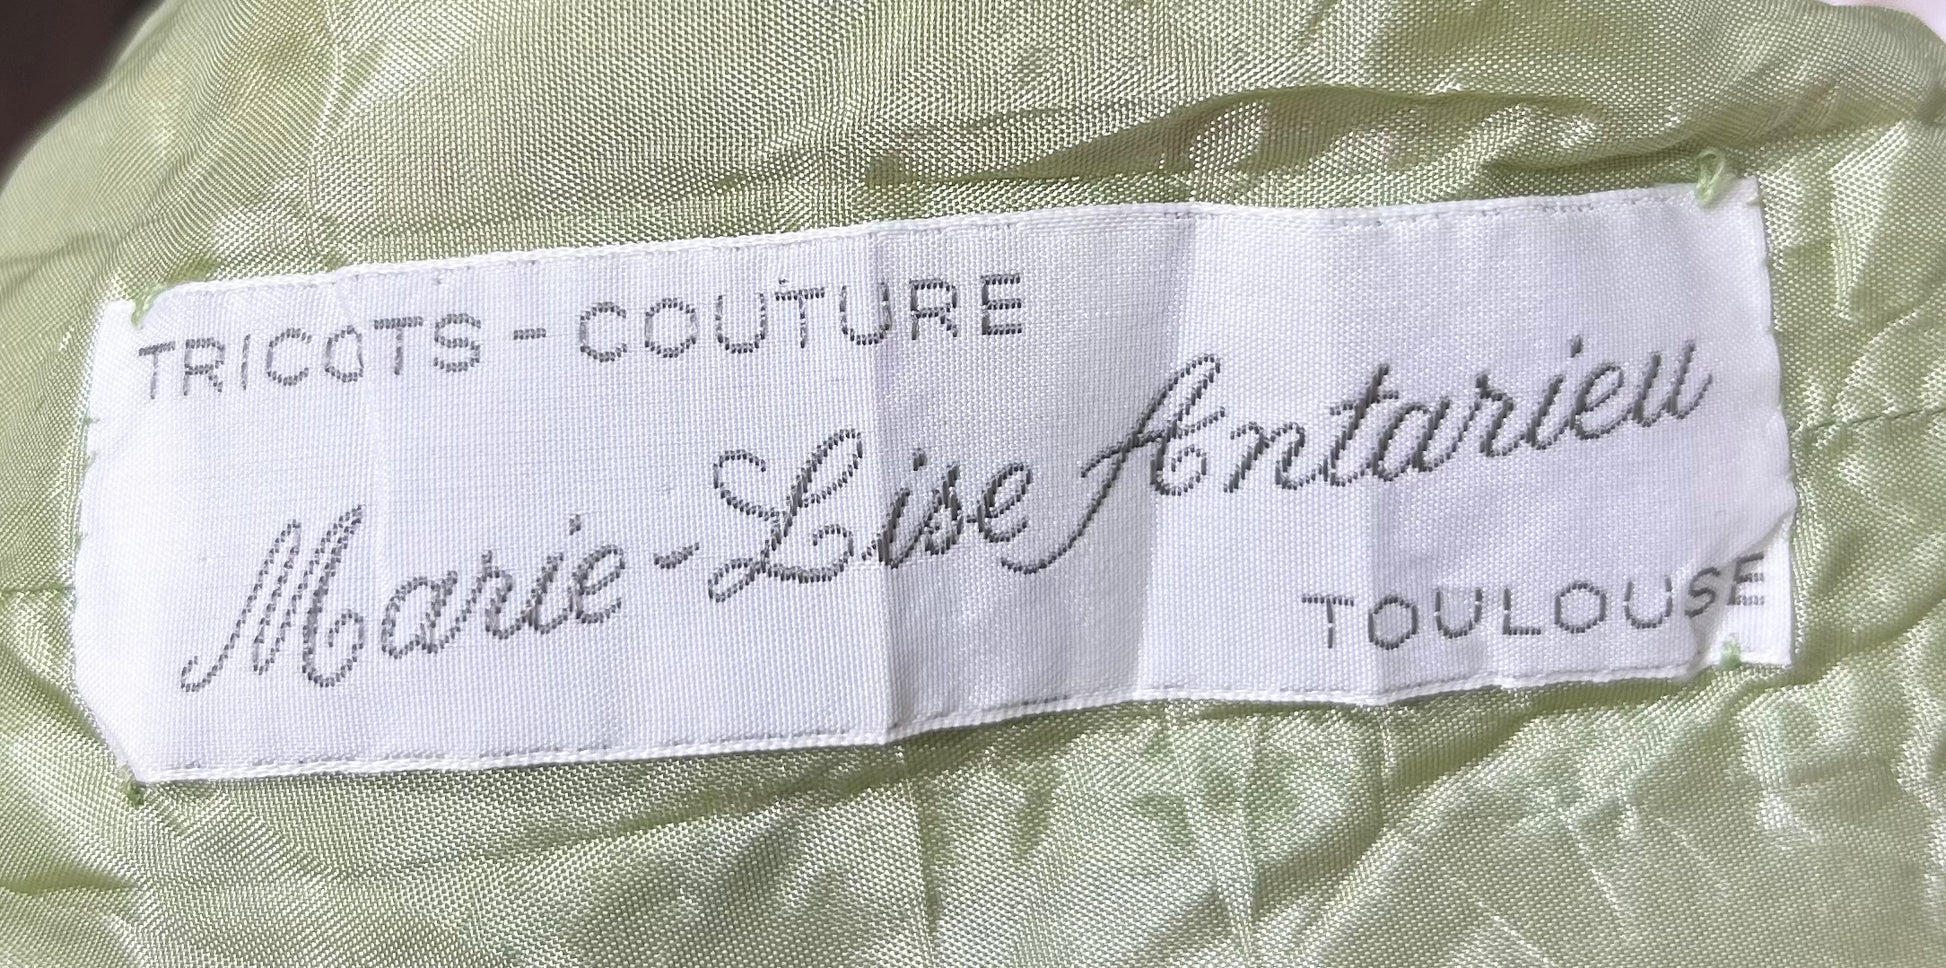 TRICOTS - COUTURE
Marie-Lise Antarieu
TOULOUSE